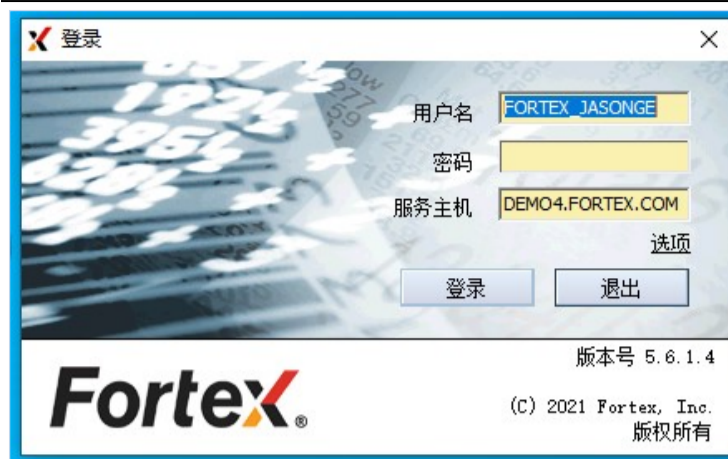 登录
用户名 FORTEX_JASONGE
密码
服务主机 DEMO4.FORTEX.COM
选项
登录 退出
版本号 5.6.1.4
Fortex®
(C) 2021 Fortex, Inc.
版权所有